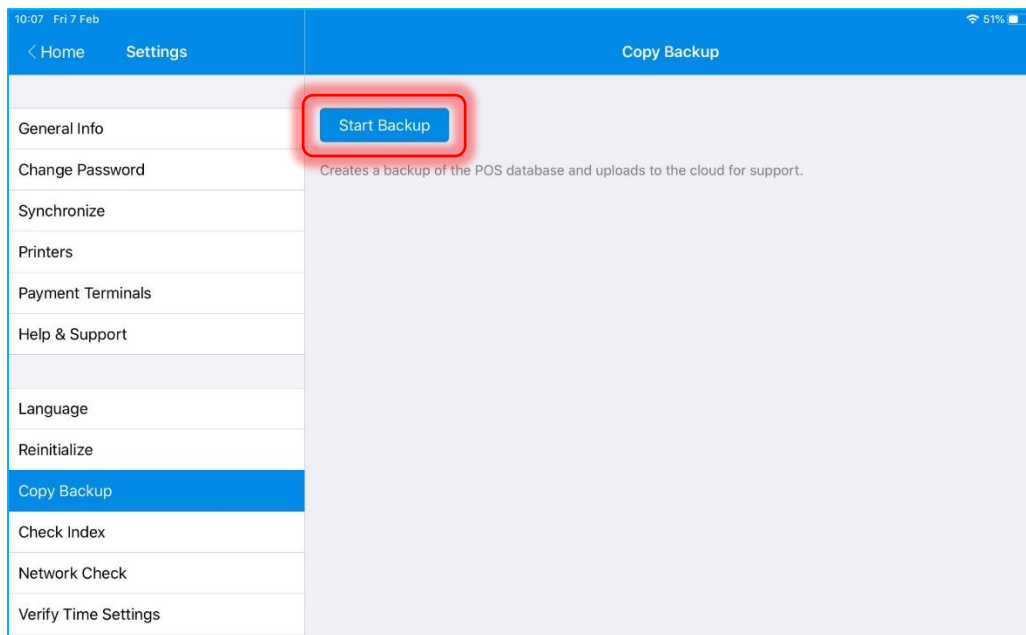 10:07 Fri 7 Feb
51%
< Home Settings
Copy Backup
Start Backup
Creates a backup of the POS database and uploads to the cloud for support.
General Info
Change Password
Synchronize
Printers
Payment Terminals
Help & Support
Language
Reinitialize
Copy Backup
Check Index
Network Check
Verify Time Settings